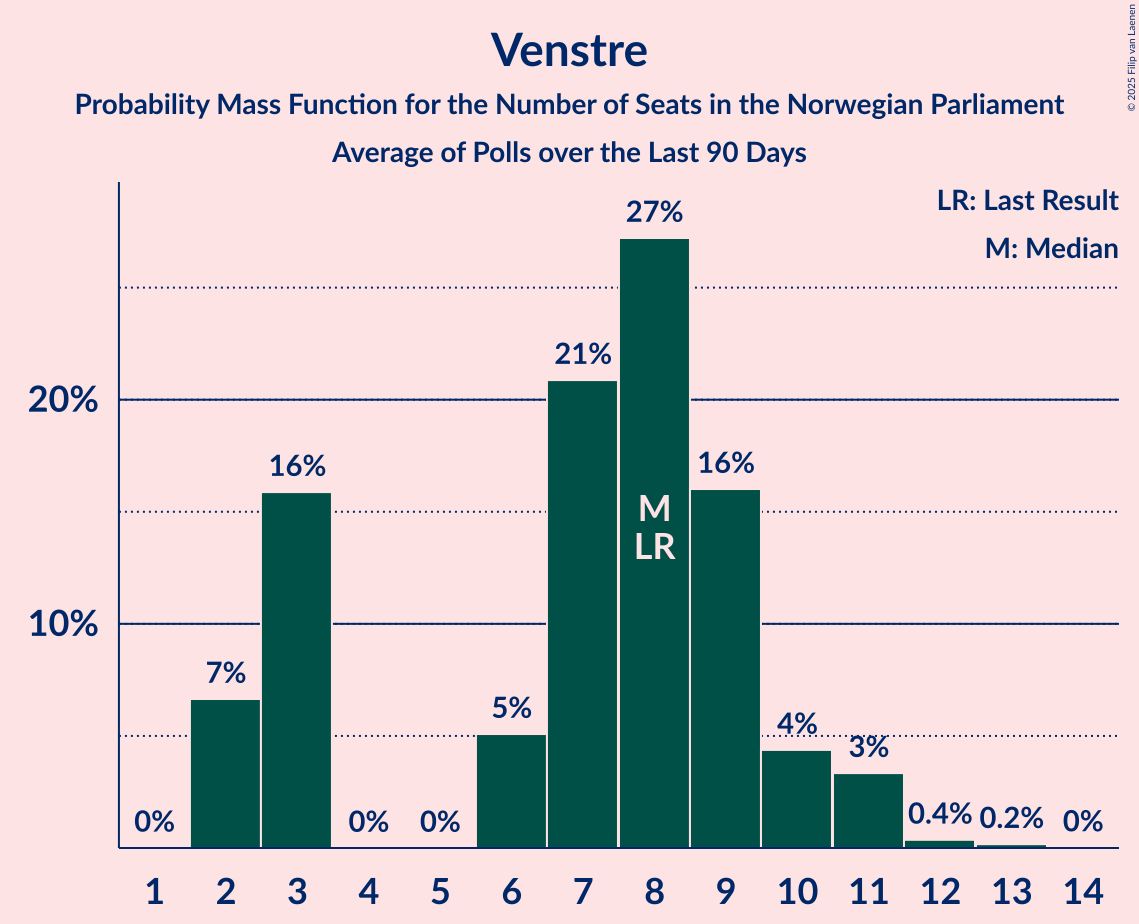 Venstre
Probability Mass Function for the Number of Seats in the Norwegian Parliament
Average of Polls over the Last 90 Days
© 2025 Filip van Laenen
LR: Last Result
M: Median
27%
21%
20%
16%
16%
M
LR
10%
7%
5%
4%
3%
0%
0%
0%
0.4%
0.2%
0%
1 2 3 4 5 6 7 8 9 10 11 12 13 14